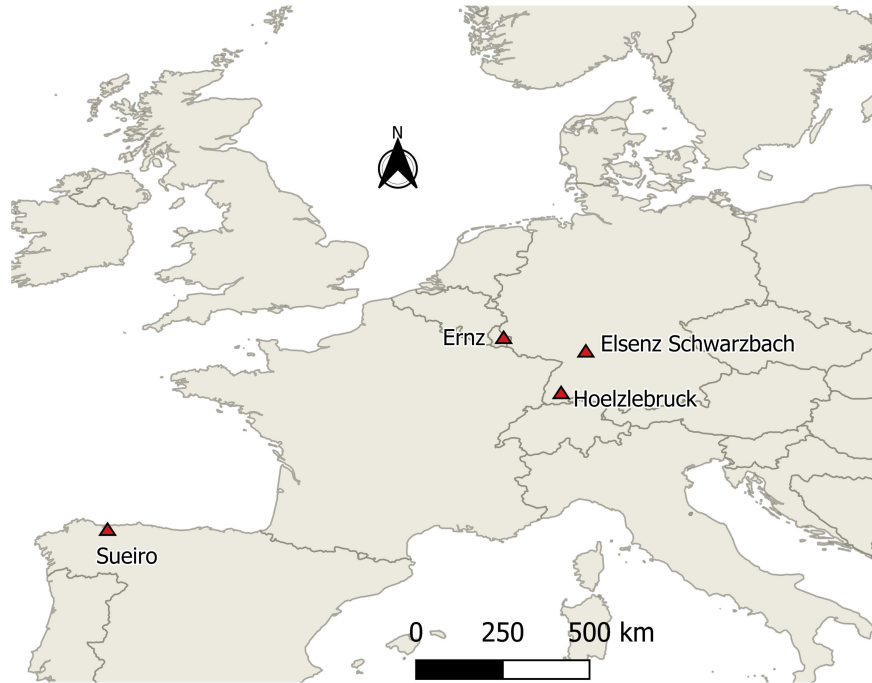 N
Ernz
Elsenz Schwarzbach
Hoelzlebruck
Sueiro
0 250 500 km